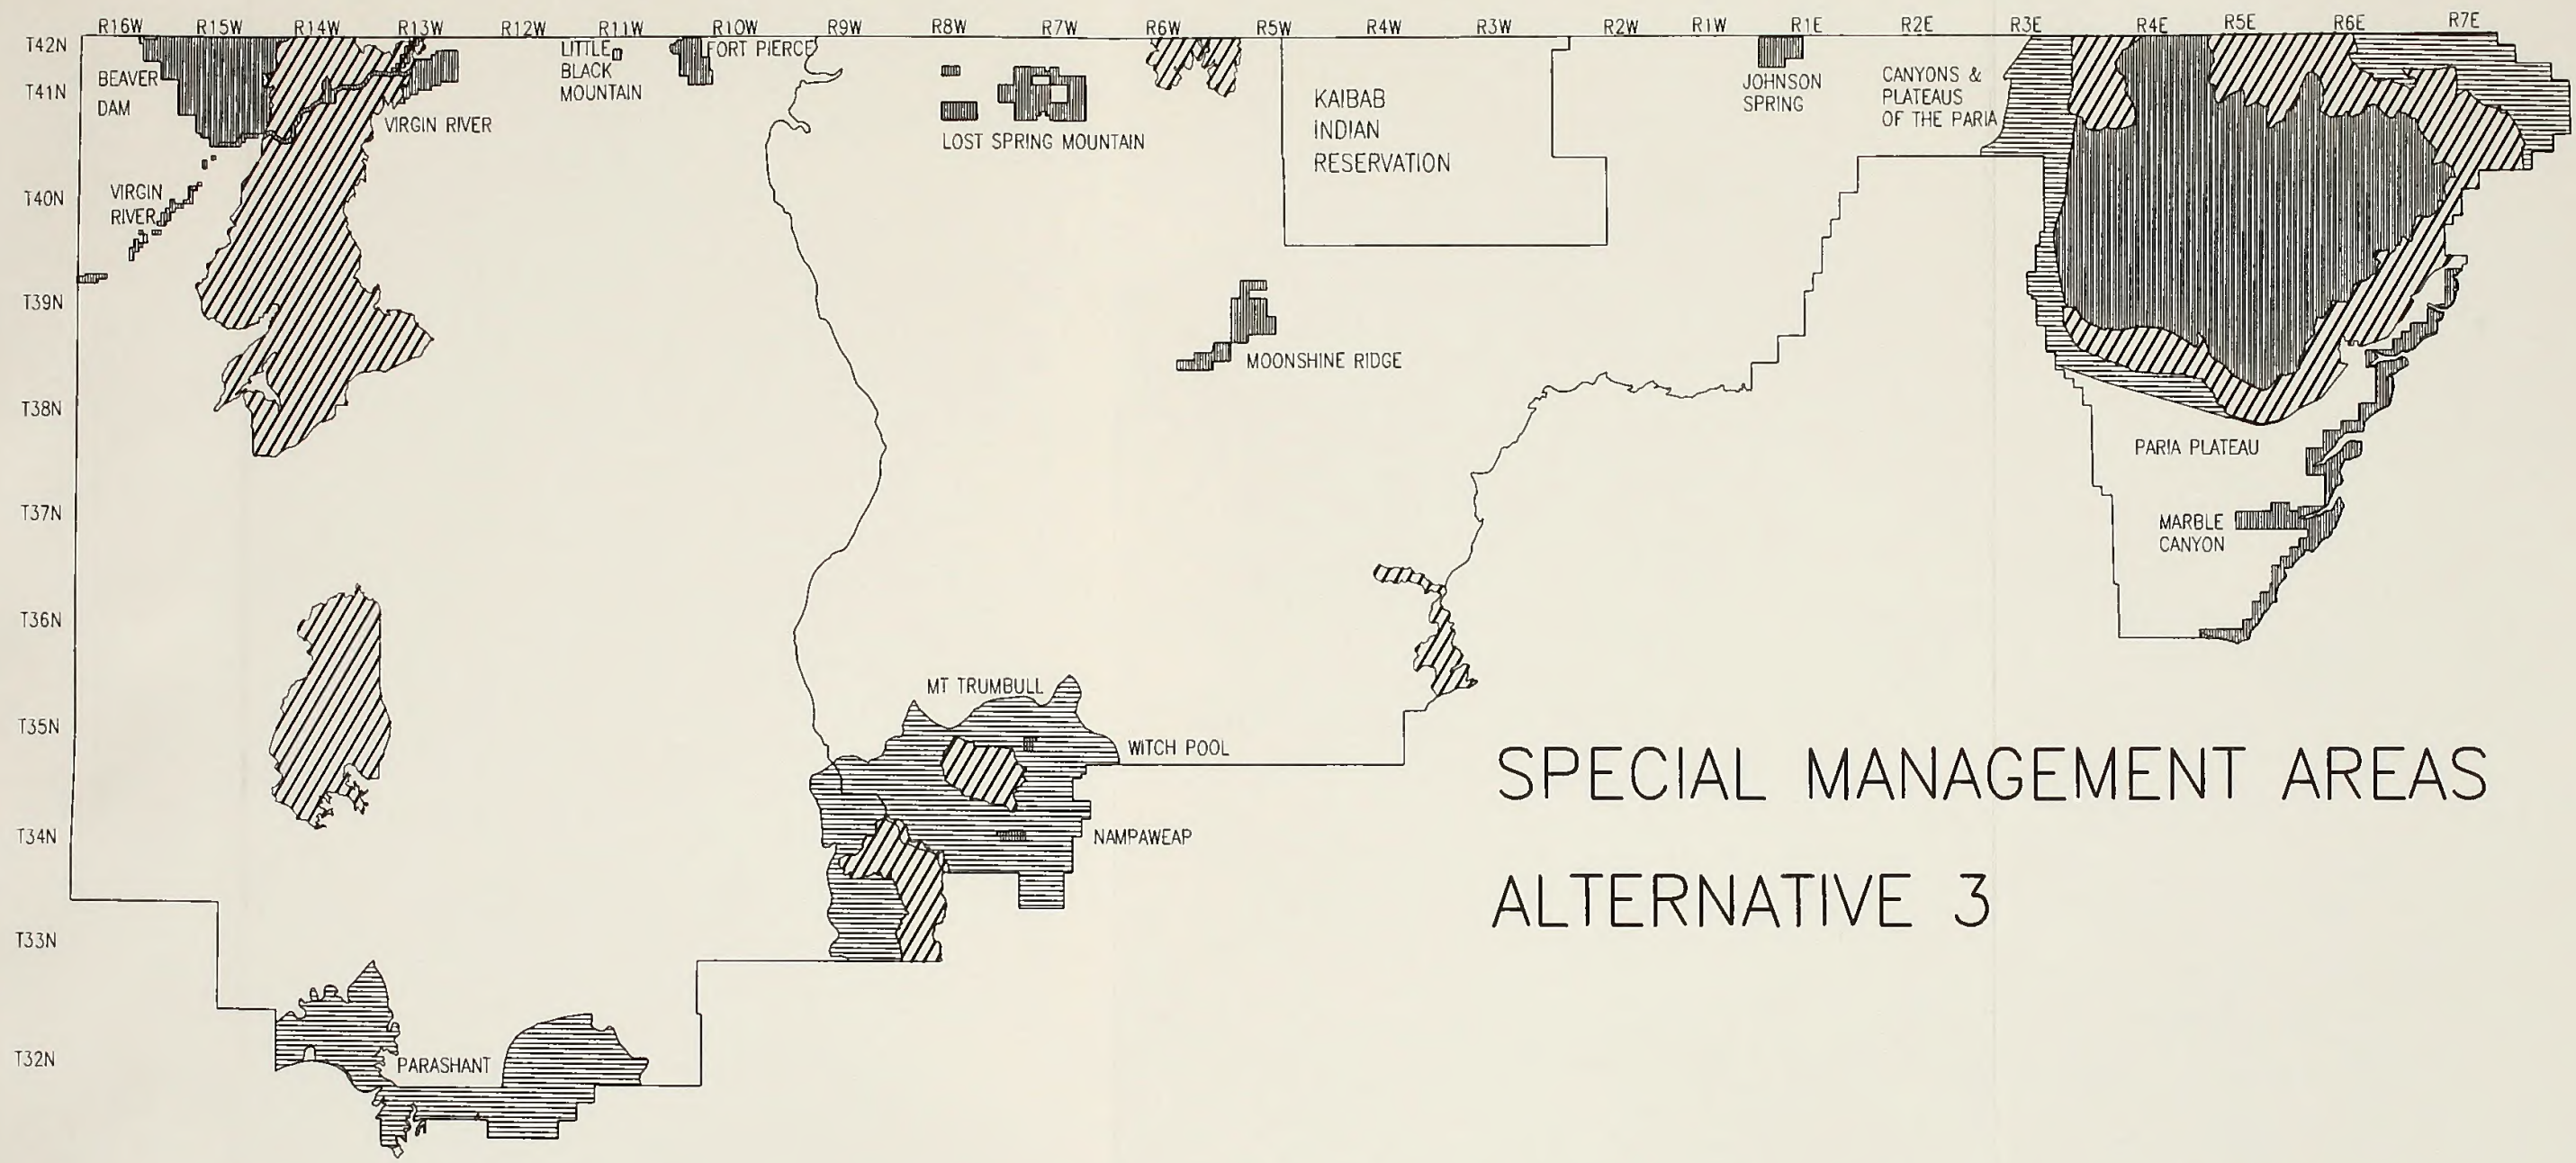 R16W R15W R14W R13W R12W R11W R10W R9W R8W R7W R6W R5W R4W R3W R2W R1W R1E R2E R3E R4E R5E R6E R7E
T42N
T41N
T40N
T39N
T38N
T37N
T36N
T35N
T34N
T33N
T32N
BEAVER
DAM
VIRGIN RIVER
VIRGIN
RIVER
LITTLE
BLACK
MOUNTAIN
FORT PIERCE
LOST SPRING MOUNTAIN
KAIBAB
INDIAN
RESERVATION
JOHNSON
SPRING
CANYONS &
PLATEAUS
OF THE PARIA
MOONSHINE RIDGE
PARIA PLATEAU
MARBLE
CANYON
MT TRUMBULL
WITCH POOL
NAMPAWEAP
PARASHANT
SPECIAL MANAGEMENT AREAS
ALTERNATIVE 3